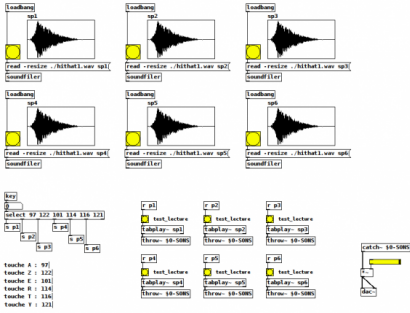 loadbang
loadbang
loadbang
sp1
sp2
sp3
read -resize ./hithat1.wav sp1
read -resize ./hithat1.wav sp2
read -resize ./hithat1.wav sp3
soundfiler
soundfiler
soundfiler
loadbang
loadbang
loadbang
sp4
sp5
sp6
read -resize ./hithat1.wav sp4
read -resize ./hithat1.wav sp5
read -resize ./hithat1.wav sp6
soundfiler
soundfiler
soundfiler
key
0
select 97 122 101 114 116 121
s p1
s p4
s p2
s p5
s p3
s p6
touche A : 97
touche Z : 122
touche E : 101
touche R : 114
touche T : 116
touche Y : 121
r p1
r p2
r p3
test_lecture
test_lecture
test_lecture
tabplay~ sp1
tabplay~ sp2
tabplay~ sp3
throw~ $0-SONS
throw~ $0-SONS
throw~ $0-SONS
r p4
r p5
r p6
test_lecture
test_lecture
test_lecture
tabplay~ sp4
tabplay~ sp5
tabplay~ sp6
throw~ $0-SONS
throw~ $0-SONS
throw~ $0-SONS
catch~ $0-SONS
*~
dac~